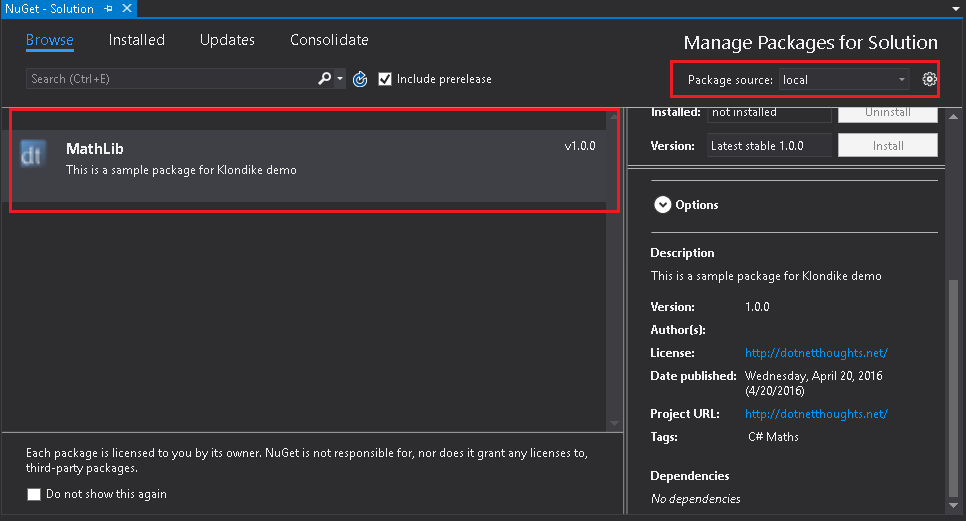 NuGet - Solution
Browse Installed Updates Consolidate
Manage Packages for Solution
Search (Ctrl+E)
Include prerelease
Package source: local
dt
MathLib
v1.0.0
This is a sample package for Klondike demo
Each package is licensed to you by its owner. NuGet is not responsible for, nor does it grant any licenses to,
third-party packages.
Do not show this again
Installed: not installed Uninstall
Version: Latest stable 1.0.0 Install
Options
Description
This is a sample package for Klondike demo
Version: 1.0.0
Author(s):
License: http://dotnetthoughts.net/
Date published: Wednesday, April 20, 2016
(4/20/2016)
Project URL: http://dotnetthoughts.net/
Tags: C# Maths
Dependencies
No dependencies